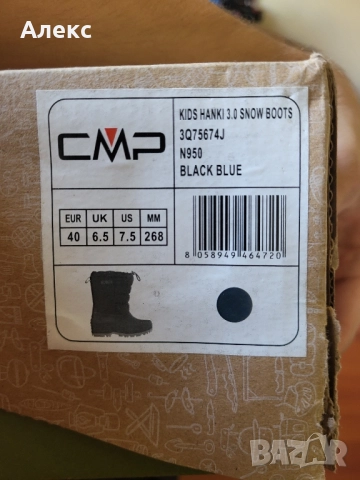 Алекс
CMP
KIDS HANKI 3.0 SNOW BOOTS
3Q75674J
N950
BLACK BLUE
EUR UK US MM
40 6.5 7.5 268
8 058949 464720
BAZAR